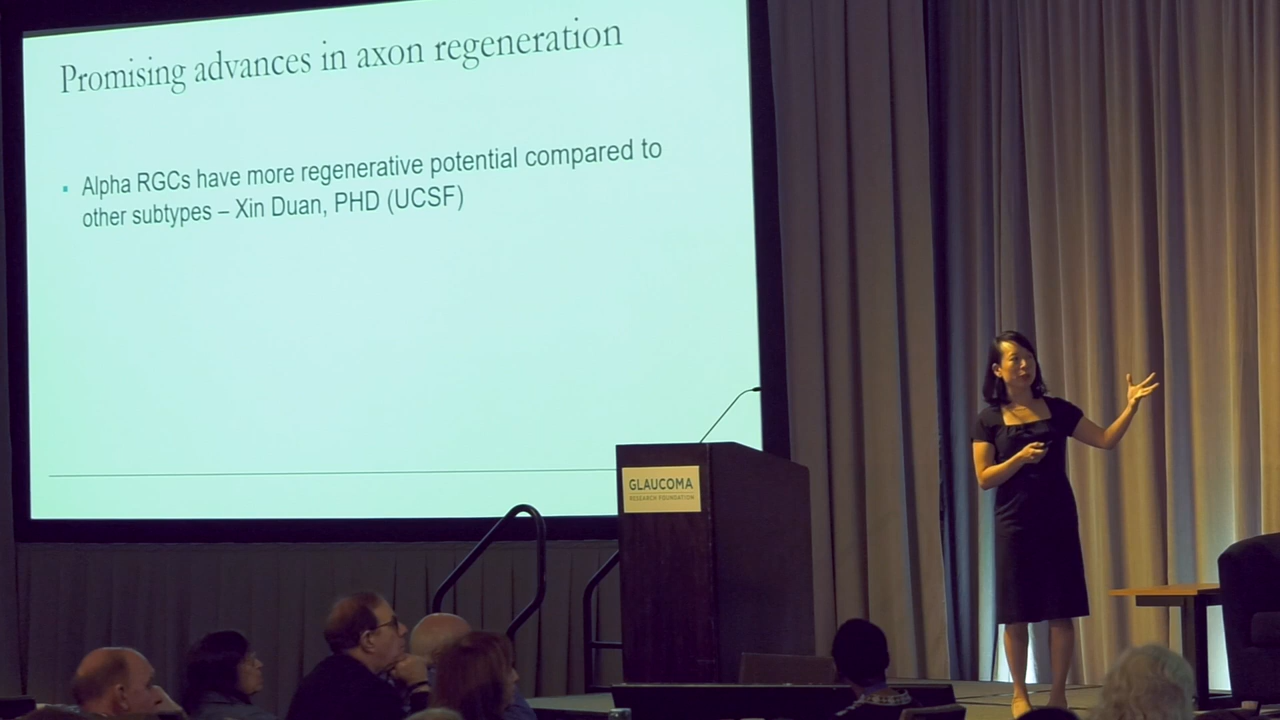 Promising advances in axon regeneration
▪ Alpha RGCs have more regenerative potential compared to
other subtypes – Xin Duan, PHD (UCSF)
GLAUCOMA
RESEARCH FOUNDATION